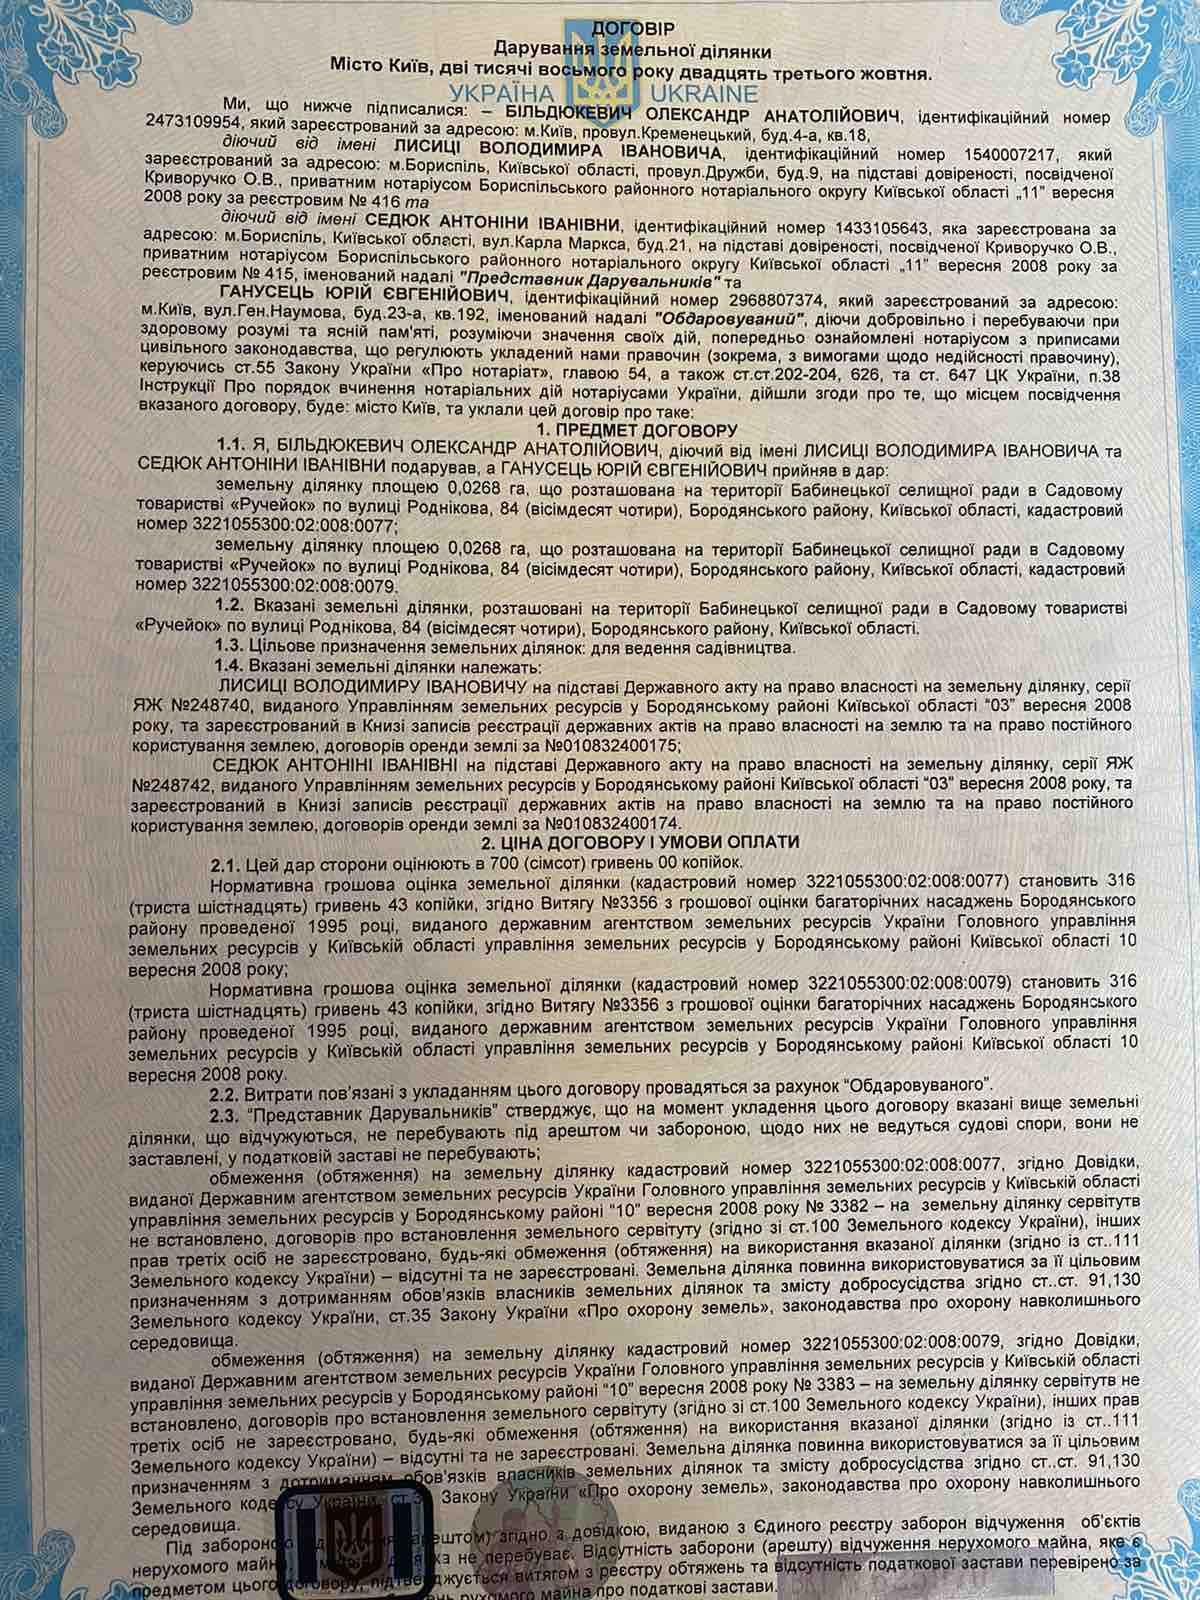 ДОГОВІР
Дарування земельної ділянки
Місто Київ, дві тисячі восьмого року двадцять третього жовтня.
УКРАЇНА UKRAINE
Ми, що нижче підписалися: – БІЛЬДЮКЕВИЧ ОЛЕКСАНДР АНАТОЛІЙОВИЧ, ідентифікаційний номер
2473109954, який зареєстрований за адресою: м.Київ, провул.Кременецький, буд.4-а, кв.18,
діючий від імені ЛИСИЦІ ВОЛОДИМИРА ІВАНОВИЧА, ідентифікаційний номер 1540007217, який
зареєстрований за адресою: м.Бориспіль, Київської області, провул.Дружби, буд.9, на підставі довіреності, посвідченої
Криворучко О.В., приватним нотаріусом Бориспільського районного нотаріального округу Київської області „11" вересня
2008 року за реєстровим № 416 та
діючий від імені СЕДЮК АНТОНІНИ ІВАНІВНИ, ідентифікаційний номер 1433105643, яка зареєстрована за
адресою: м.Бориспіль, Київської області, вул.Карла Маркса, буд.21, на підставі довіреності, посвідченої Криворучко О.В.,
приватним нотаріусом Бориспільського районного нотаріального округу Київської області „11" вересня 2008 року за
реєстровим № 415, іменований надалі "Представник Дарувальників" та
ГАНУСЕЦЬ ЮРІЙ ЄВГЕНІЙОВИЧ, ідентифікаційний номер 2968807374, який зареєстрований за адресою:
м.Київ, вул.Ген.Наумова, буд.23-а, кв.192, іменований надалі "Обдаровуваний", діючи добровільно і перебуваючи при
здоровому розумі та ясній пам'яті, розуміючи значення своїх дій, попередньо ознайомлені нотаріусом з приписами
цивільного законодавства, що регулюють укладений нами правочин (зокрема, з вимогами щодо недійсності правочину),
керуючись ст.55 Закону України «Про нотаріат», главою 54, а також ст.ст.202-204, 626, та ст. 647 ЦК України, п.38
Інструкції Про порядок вчинення нотаріальних дій нотаріусами України, дійшли згоди про те, що місцем посвідчення
вказаного договору, буде: місто Київ, та уклали цей договір про таке:
1. ПРЕДМЕТ ДОГОВОРУ
1.1. Я, БІЛЬДЮКЕВИЧ ОЛЕКСАНДР АНАТОЛІЙОВИЧ, діючий від імені ЛИСИЦІ ВОЛОДИМИРА ІВАНОВИЧА та
СЕДЮК АНТОНІНИ ІВАНІВНИ подарував, а ГАНУСЕЦЬ ЮРІЙ ЄВГЕНІЙОВИЧ прийняв в дар:
земельну ділянку площею 0,0268 га, що розташована на території Бабинецької селищної ради в Садовому
товаристві «Ручейок» по вулиці Роднікова, 84 (вісімдесят чотири), Бородянського району, Київської області, кадастровий
номер 3221055300:02:008:0077;
земельну ділянку площею 0,0268 га, що розташована на території Бабинецької селищної ради в Садовому
товаристві «Ручейок» по вулиці Роднікова, 84 (вісімдесят чотири), Бородянського району, Київської області, кадастровий
номер 3221055300:02:008:0079.
1.2. Вказані земельні ділянки, розташовані на території Бабинецької селищної ради в Садовому товаристві
«Ручейок» по вулиці Роднікова, 84 (вісімдесят чотири), Бородянського району, Київської області.
1.3. Цільове призначення земельних ділянок: для ведення садівництва.
1.4. Вказані земельні ділянки належать:
ЛИСИЦІ ВОЛОДИМИРУ ІВАНОВИЧУ на підставі Державного акту на право власності на земельну ділянку, серії
ЯЖ №248740, виданого Управлінням земельних ресурсів у Бородянському районі Київської області "03" вересня 2008
року, та зареєстрований в Книзі записів реєстрації державних актів на право власності на землю та на право постійного
користування землею, договорів оренди землі за №010832400175;
СЕДЮК АНТОНІНІ ІВАНІВНІ на підставі Державного акту на право власності на земельну ділянку, серії ЯЖ
№248742, виданого Управлінням земельних ресурсів у Бородянському районі Київської області "03" вересня 2008 року, та
зареєстрований в Книзі записів реєстрації державних актів на право власності на землю та на право постійного
користування землею, договорів оренди землі за №010832400174.
2. ЦІНА ДОГОВОРУ І УМОВИ ОПЛАТИ
2.1. Цей дар сторони оцінюють в 700 (сімсот) гривень 00 копійок.
Нормативна грошова оцінка земельної ділянки (кадастровий номер 3221055300:02:008:0077) становить 316
(триста шістнадцять) гривень 43 копійки, згідно Витягу №3356 з грошової оцінки багаторічних насаджень Бородянського
району проведеної 1995 році, виданого державним агентством земельних ресурсів України Головного управління
земельних ресурсів у Київській області управління земельних ресурсів у Бородянському районі Київської області 10
вересня 2008 року;
Нормативна грошова оцінка земельної ділянки (кадастровий номер 3221055300:02:008:0079) становить 316
(триста шістнадцять) гривень 43 копійки, згідно Витягу №3356 з грошової оцінки багаторічних насаджень Бородянського
району проведеної 1995 році, виданого державним агентством земельних ресурсів України Головного управління
земельних ресурсів у Київській області управління земельних ресурсів у Бородянському районі Київської області 10
вересня 2008 року.
2.2. Витрати пов'язані з укладанням цього договору провадяться за рахунок "Обдаровуваного".
2.3. "Представник Дарувальників" стверджує, що на момент укладення цього договору вказані вище земельні
ділянки, що відчужуються, не перебувають під арештом чи забороною, щодо них не ведуться судові спори, вони не
заставлені, у податковій заставі не перебувають;
обмеження (обтяження) на земельну ділянку кадастровий номер 3221055300:02:008:0077, згідно Довідки,
виданої Державним агентством земельних ресурсів України Головного управління земельних ресурсів у Київській області
управління земельних ресурсів у Бородянському районі "10" вересня 2008 року № 3382 – на земельну ділянку сервітутв
не встановлено, договорів про встановлення земельного сервітуту (згідно зі ст.100 Земельного кодексу України), інших
прав третіх осіб не зареєстровано, будь-які обмеження (обтяження) на використання вказаної ділянки (згідно із ст..111
Земельного кодексу України) – відсутні та не зареєстровані. Земельна ділянка повинна використовуватися за її цільовим
призначенням з дотриманням обов'язків власників земельних ділянок та змісту добросусідства згідно ст..ст. 91,130
Земельного кодексу України, ст.35 Закону України «Про охорону земель», законодавства про охорону навколишнього
середовища.
обмеження (обтяження) на земельну ділянку кадастровий номер 3221055300:02:008:0079, згідно Довідки,
виданої Державним агентством земельних ресурсів України Головного управління земельних ресурсів у Київській області
управління земельних ресурсів у Бородянському районі "10" вересня 2008 року № 3383 – на земельну ділянку сервітутв не
встановлено, договорів про встановлення земельного сервітуту (згідно зі ст.100 Земельного кодексу України), інших прав
третіх осіб не зареєстровано, будь-які обмеження (обтяження) на використання вказаної ділянки (згідно із ст..111
Земельного кодексу України) – відсутні та не зареєстровані. Земельна ділянка повинна використовуватися за її цільовим
призначенням з дотриманням обов'язків власників земельних ділянок та змісту добросусідства згідно ст..ст. 91,130
Земельного кодексу України, ст.35 Закону України «Про охорону земель», законодавства про охорону навколишнього
середовища.
Під забороною (арештом) згідно з довідкою, виданою з Єдиного реєстру заборон відчуження об'єктів
нерухомого майна, не перебуває. Відсутність заборони (арешту) відчуження нерухомого майна, яке є
предметом цього договору, підтверджується витягом з реєстру обтяжень та відсутність податкової застави перевірено за
рухомого майна про податкові застави.